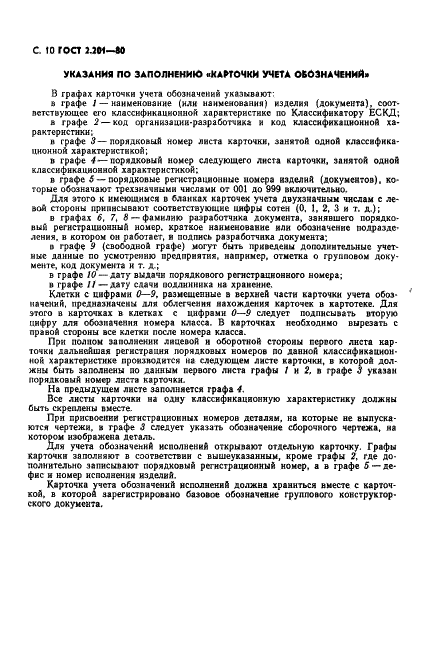 С. 10 ГОСТ 2.201—80
УКАЗАНИЯ ПО ЗАПОЛНЕНИЮ «КАРТОЧКИ УЧЕТА ОБОЗНАЧЕНИЙ»
В графах карточки учета обозначений указывают:
в графе 1 — наименование (или наименования) изделия (документа), соот-
ветствующее его классификационной характеристике по Классификатору ЕСКД;
в графе 2 — код организации-разработчика и код классификационной ха-
рактеристики;
в графе 3 — порядковый номер листа карточки, занятой одной классифика-
ционной характеристикой;
в графе 4 — порядковый номер следующего листа карточки, занятой одной
классификационной характеристикой;
в графе 5 — порядковые регистрационные номера изделий (документов), ко-
торые обозначают трехзначными числами от 001 до 999 включительно.
Для этого к имеющимся в бланках карточек учета двухзначным числам с ле-
вой стороны приписывают соответствующие цифры сотен (0, 1, 2, 3 и т. д.);
в графах 6, 7, 8 — фамилию разработчика документа, занявшего порядко-
вый регистрационный номер, краткое наименование или обозначение подразде-
ления, в котором он работает, и подпись разработчика документа;
в графе 9 (свободной графе) могут быть приведены дополнительные учет-
ные данные по усмотрению предприятия, например, отметка о групповом доку-
менте, код документа и т. д.;
в графе 10 — дату выдачи порядкового регистрационного номера;
в графе 11 — дату сдачи подлинника на хранение.
Клетки с цифрами 0—9, размещенные в верхней части карточки учета обоз-
начений, предназначены для облегчения нахождения карточек в картотеке. Для
этого в карточках в клетках с цифрами 0—9 следует подписывать вторую
цифру для обозначения номера класса. В карточках необходимо вырезать с
правой стороны все клетки после номера класса.
При полном заполнении лицевой и оборотной стороны первого листа кар-
точки дальнейшая регистрация порядковых номеров по данной классификацион-
ной характеристике производится на следующем листе карточки, в которой дол-
жны быть заполнены по данным первого листа графы 1 и 2, в графе 3 указан
порядковый номер листа карточки.
На предыдущем листе заполняется графа 4.
Все листы карточки на одну классификационную характеристику должны
быть скреплены вместе.
При присвоении регистрационных номеров деталям, на которые не выпуска-
ются чертежи, в графе 3 следует указать обозначение сборочного чертежа, на
котором изображена деталь.
Для учета обозначений исполнений открывают отдельную карточку. Графы
карточки заполняют в соответствии с вышеуказанным, кроме графы 2, где до-
полнительно записывают порядковый регистрационный номер, а в графе 5 — де-
фис и номер исполнения изделий.
Карточка учета обозначений исполнений должна храниться вместе с карточ-
кой, в которой зарегистрировано базовое обозначение группового конструктор-
ского документа.